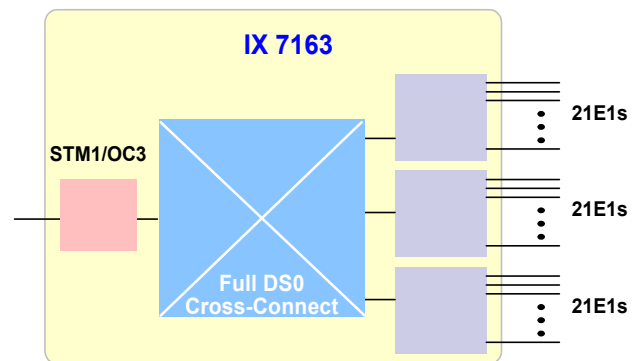 IX 7163
STM1/OC3
21E1s
21E1s
Full DS0
Cross-Connect
21E1s